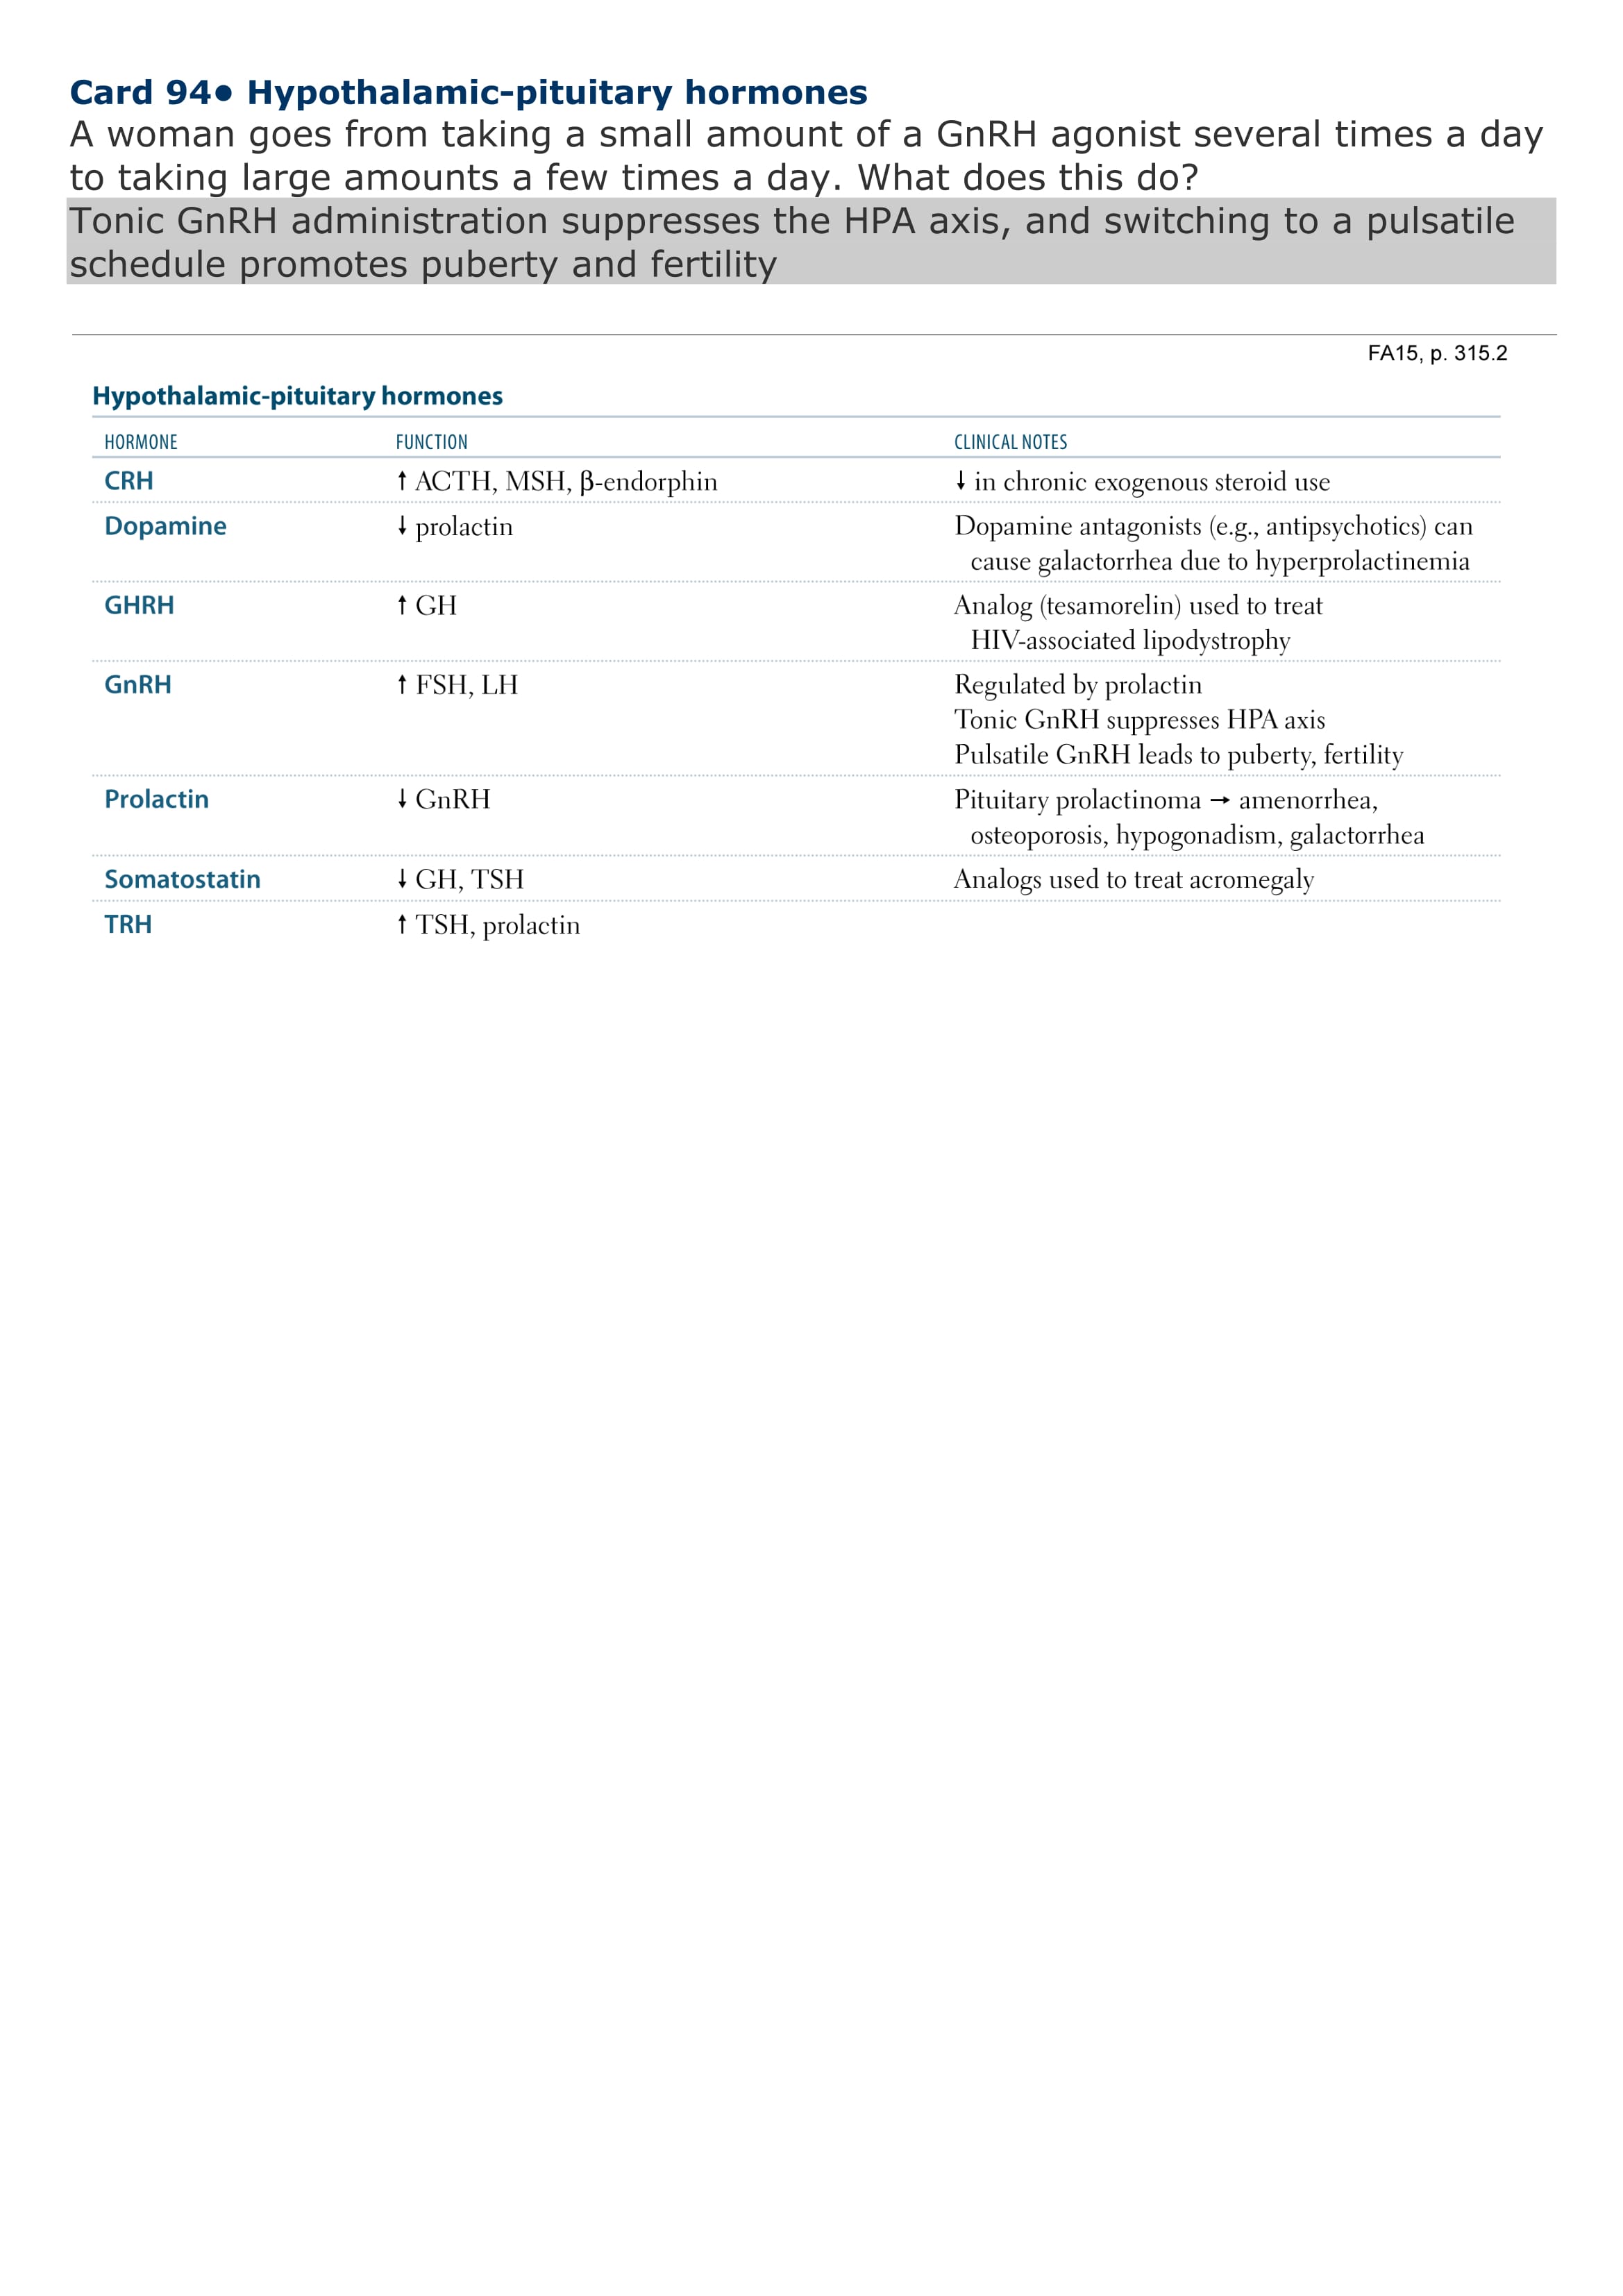 Card 94● Hypothalamic-pituitary hormones
A woman goes from taking a small amount of a GnRH agonist several times a day
to taking large amounts a few times a day. What does this do?
Tonic GnRH administration suppresses the HPA axis, and switching to a pulsatile
schedule promotes puberty and fertility
FA15, p. 315.2
Hypothalamic-pituitary hormones
HORMONE FUNCTION CLINICAL NOTES
CRH ↑ ACTH, MSH, β-endorphin ↓ in chronic exogenous steroid use
Dopamine ↓ prolactin Dopamine antagonists (e.g., antipsychotics) can
cause galactorrhea due to hyperprolactinemia
GHRH ↑ GH Analog (tesamorelin) used to treat
HIV-associated lipodystrophy
GnRH ↑ FSH, LH Regulated by prolactin
Tonic GnRH suppresses HPA axis
Pulsatile GnRH leads to puberty, fertility
Prolactin ↓ GnRH Pituitary prolactinoma → amenorrhea,
osteoporosis, hypogonadism, galactorrhea
Somatostatin ↓ GH, TSH Analogs used to treat acromegaly
TRH ↑ TSH, prolactin